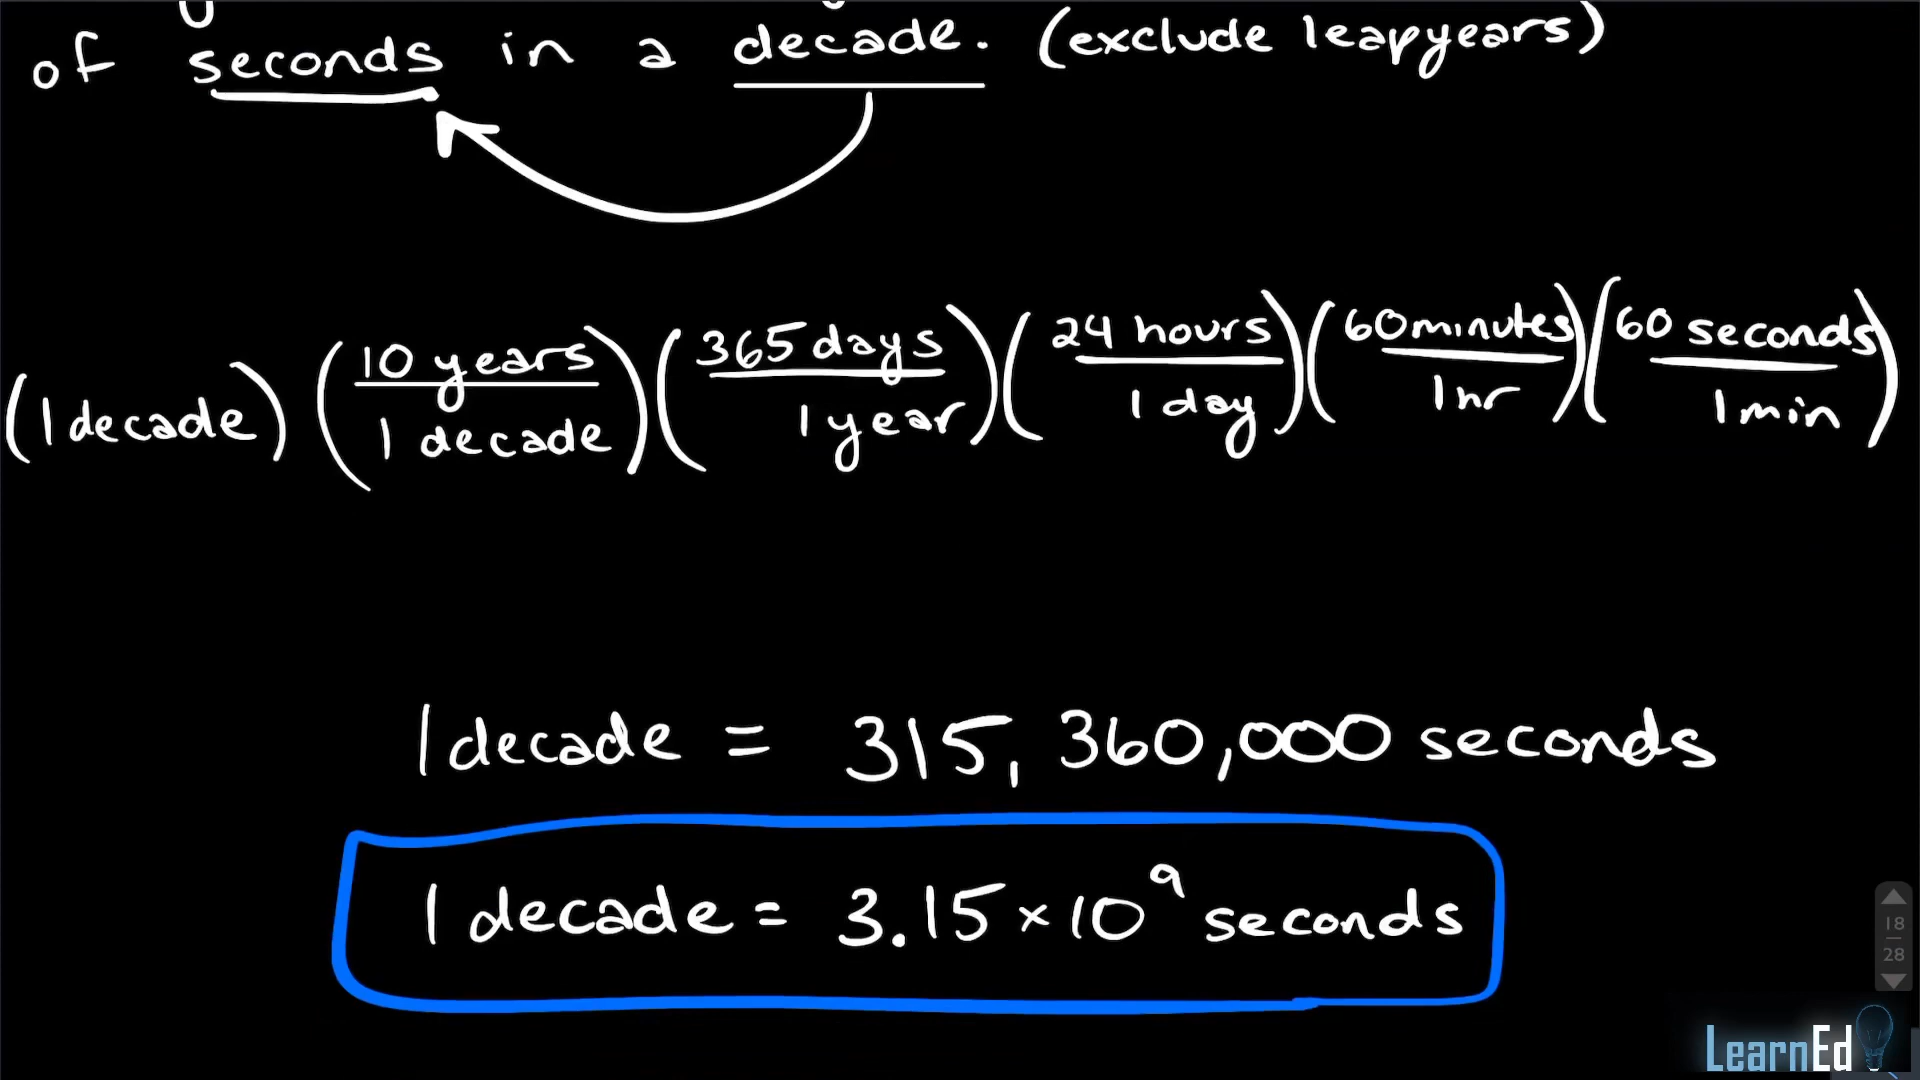 of seconds in a decade. (exclude leapyears)
(1 decade) (10 years / 1 decade) (365 days / 1 year) (24 hours / 1 day) (60 minutes / 1 hr) (60 seconds / 1 min)
1 decade = 315, 360,000 seconds
1 decade = 3.15 × 10^9 seconds
18
28
LearnEd